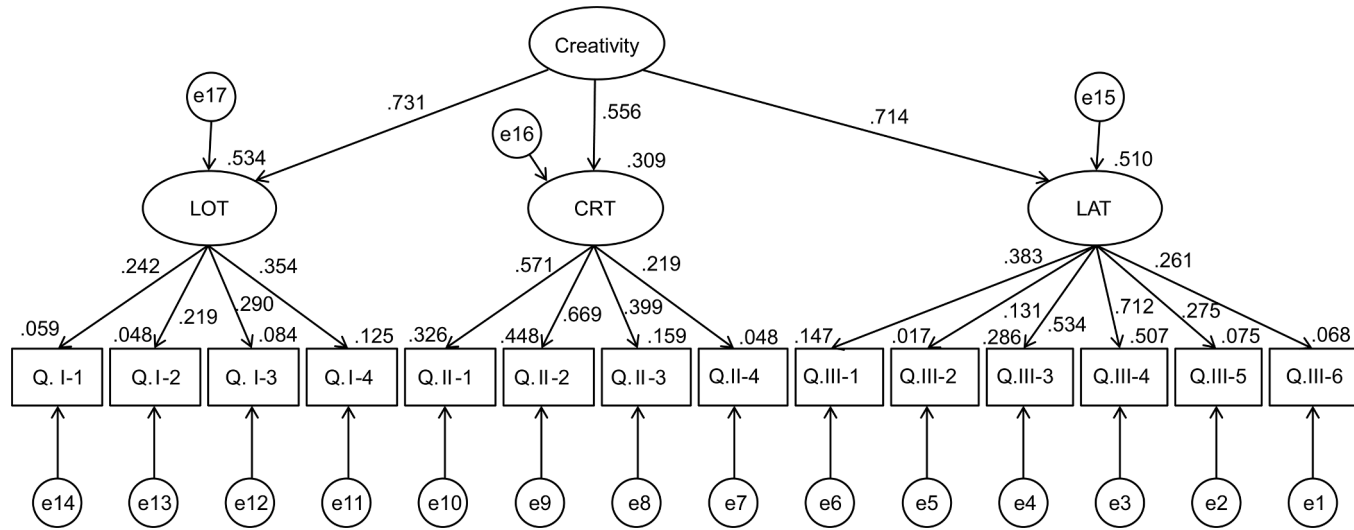 Creativity
e17
.731
.556
.714
e15
e16
.534
.309
.510
LOT
CRT
LAT
.242
.354
.571
.219
.383
.261
.219
.290
.669
.399
.131
.534
.712
.275
.059
.048
.084
.125
.326
.448
.159
.048
.147
.017
.286
.507
.075
.068
Q. I-1
Q.I-2
Q. I-3
Q.I-4
Q. II-1
Q.II-2
Q.II-3
Q.II-4
Q.III-1
Q.III-2
Q.III-3
Q.III-4
Q.III-5
Q.III-6
e14
e13
e12
e11
e10
e9
e8
e7
e6
e5
e4
e3
e2
e1